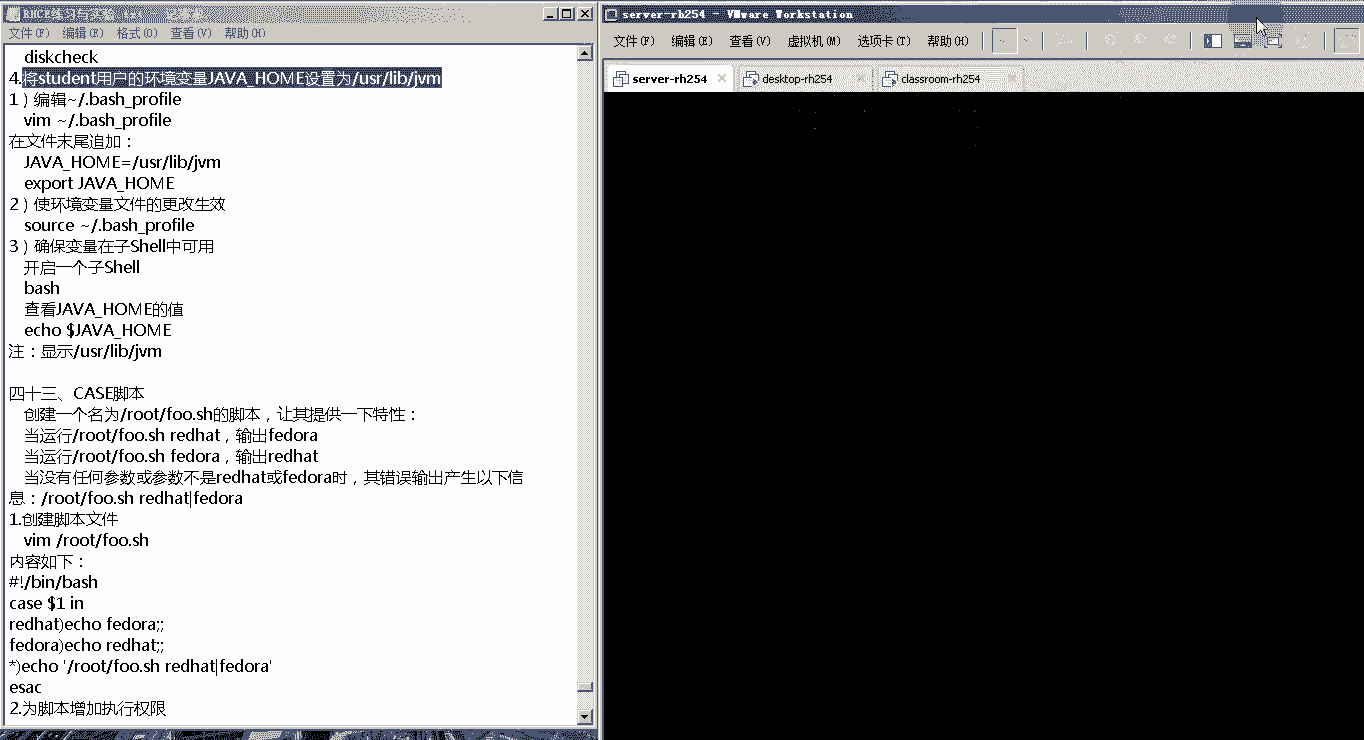 RHCE练习与
文件(F) 编辑(E) 格式(O) 查看(V) 帮助(H)
diskcheck
4.将student用户的环境变量JAVA_HOME设置为/usr/lib/jvm
1）编辑~/.bash_profile
vim ~/.bash_profile
在文件末尾追加：
JAVA_HOME=/usr/lib/jvm
export JAVA_HOME
2）使环境变量文件的更改生效
source ~/.bash_profile
3）确保变量在子Shell中可用
开启一个子Shell
bash
查看JAVA_HOME的值
echo $JAVA_HOME
注：显示/usr/lib/jvm
四十三、CASE脚本
创建一个名为/root/foo.sh的脚本，让其提供一下特性：
当运行/root/foo.sh redhat，输出fedora
当运行/root/foo.sh fedora，输出redhat
当没有任何参数或参数不是redhat或fedora时，其错误输出产生以下信
息：/root/foo.sh redhat|fedora
1.创建脚本文件
vim /root/foo.sh
内容如下：
#!/bin/bash
case $1 in
redhat)echo fedora;;
fedora)echo redhat;;
*)echo '/root/foo.sh redhat|fedora'
esac
2.为脚本增加执行权限
server-rh254 - VMware Workstation
文件(F) 编辑(E) 查看(V) 虚拟机(M) 选项卡(T) 帮助(H)
server-rh254 desktop-rh254 classroom-rh254